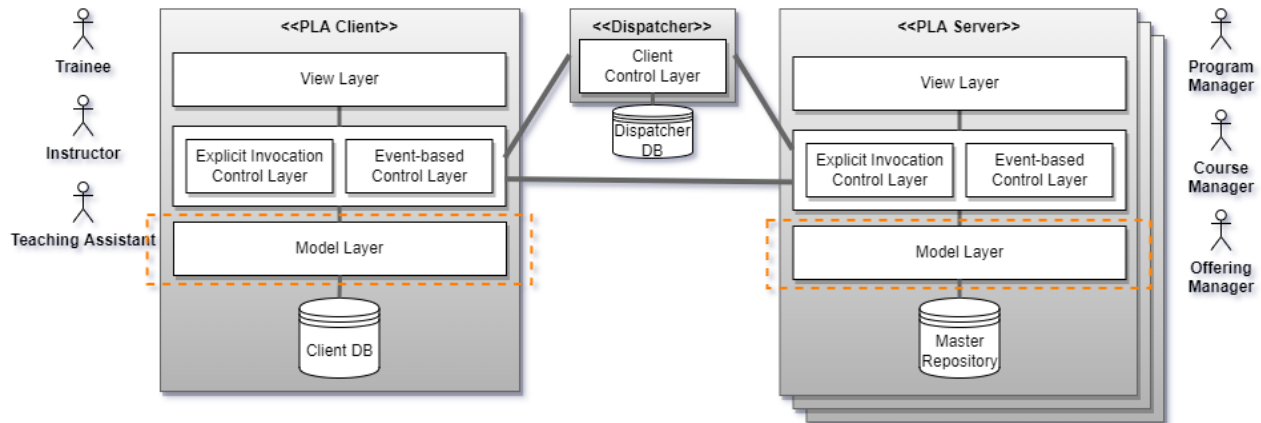 <<PLA Client>>
<<Dispatcher>>
<<PLA Server>>
Trainee
Instructor
Teaching Assistant
View Layer
Explicit Invocation
Control Layer
Event-based
Control Layer
Model Layer
Client DB
Client
Control Layer
Dispatcher
DB
View Layer
Explicit Invocation
Control Layer
Event-based
Control Layer
Model Layer
Master
Repository
Program
Manager
Course
Manager
Offering
Manager